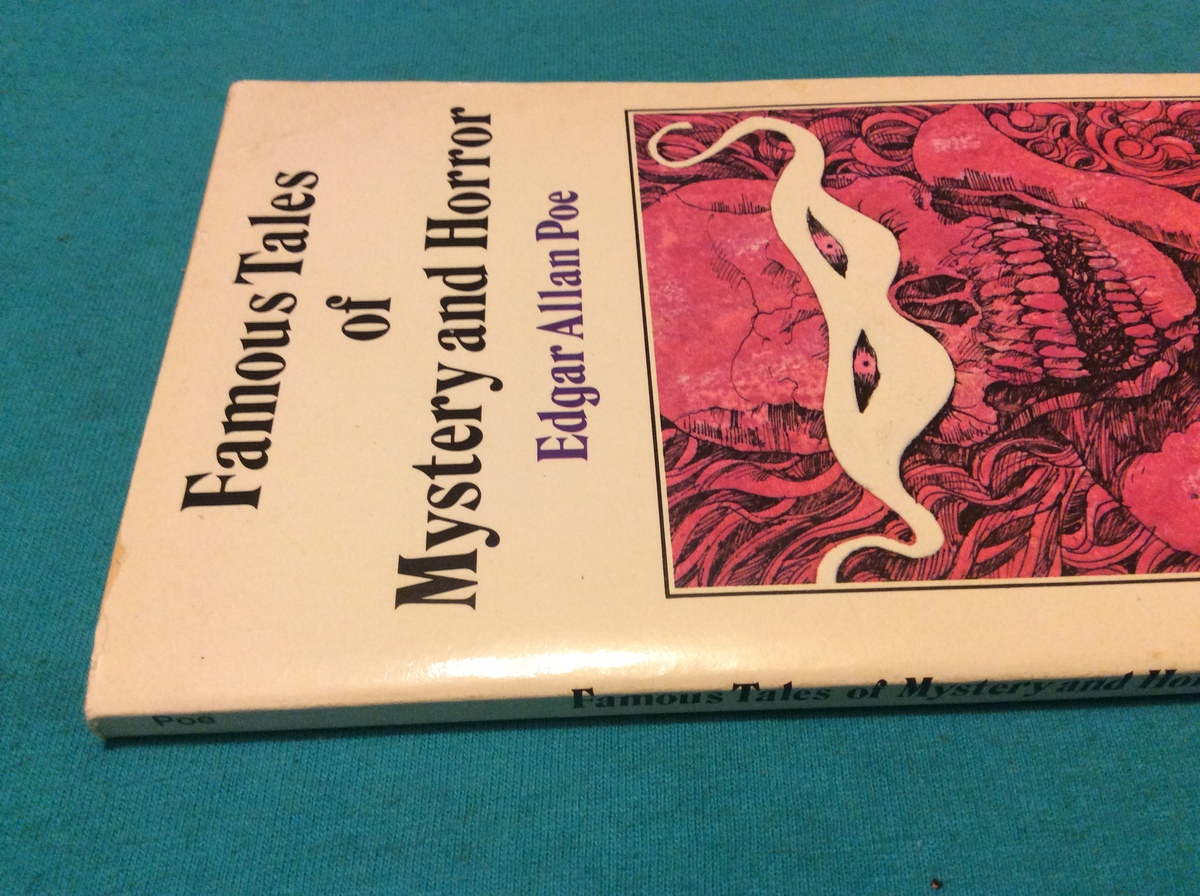 Famous Tales
of
Mystery and Horror
Edgar Allan Poe
Poe
Famous Tales of Mystery and